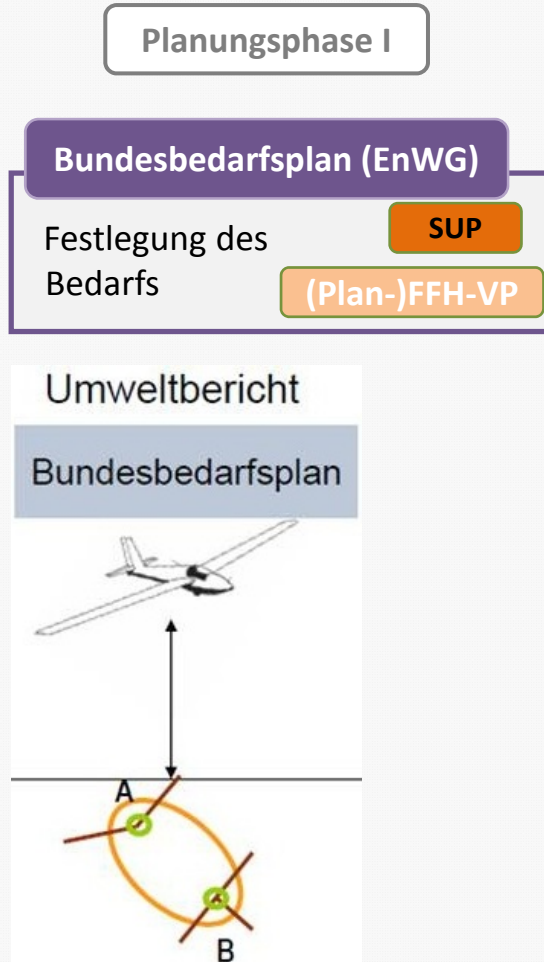 Planungsphase I
Bundesbedarfsplan (EnWG)
Festlegung des
Bedarfs
SUP
(Plan-)FFH-VP
Umweltbericht
Bundesbedarfsplan
A
B